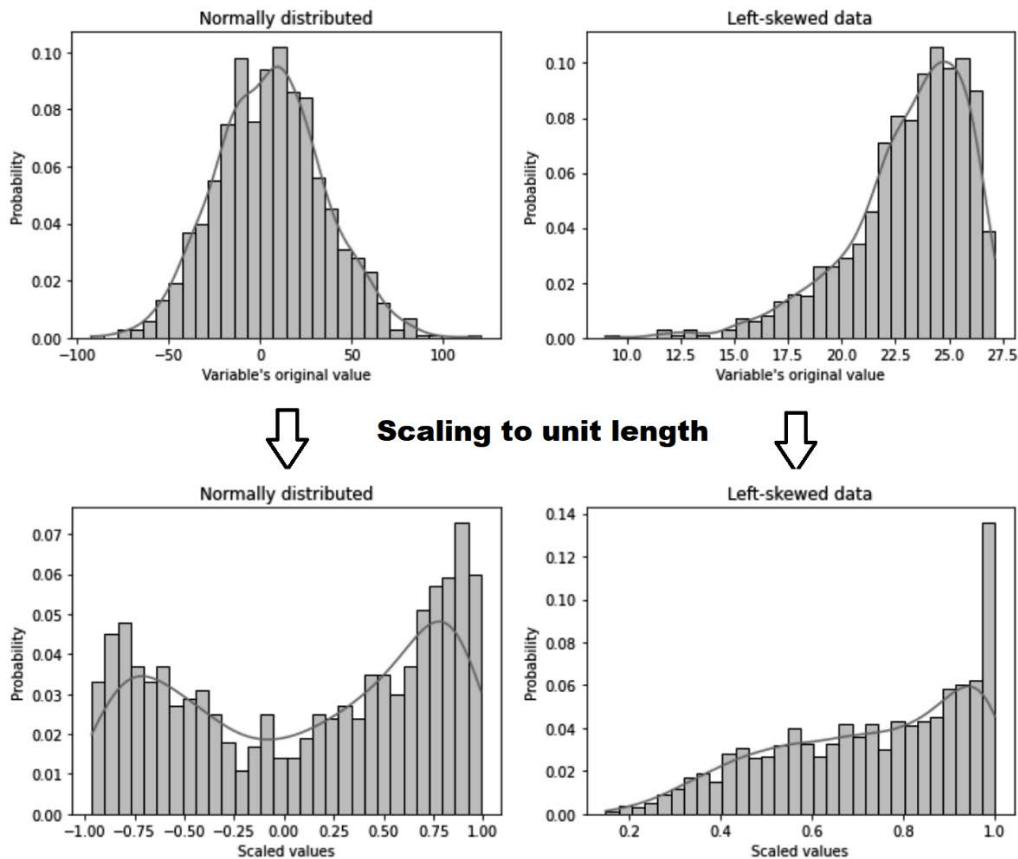 Normally distributed
Probability
0.10
0.08
0.06
0.04
0.02
0.00
−100 −50 0 50 100
Variable's original value
Left-skewed data
Probability
0.10
0.08
0.06
0.04
0.02
0.00
10.0 12.5 15.0 17.5 20.0 22.5 25.0 27.5
Variable's original value
Scaling to unit length
Normally distributed
Probability
0.07
0.06
0.05
0.04
0.03
0.02
0.01
0.00
−1.00 −0.75 −0.50 −0.25 0.00 0.25 0.50 0.75 1.00
Scaled values
Left-skewed data
Probability
0.14
0.12
0.10
0.08
0.06
0.04
0.02
0.00
0.2 0.4 0.6 0.8 1.0
Scaled values